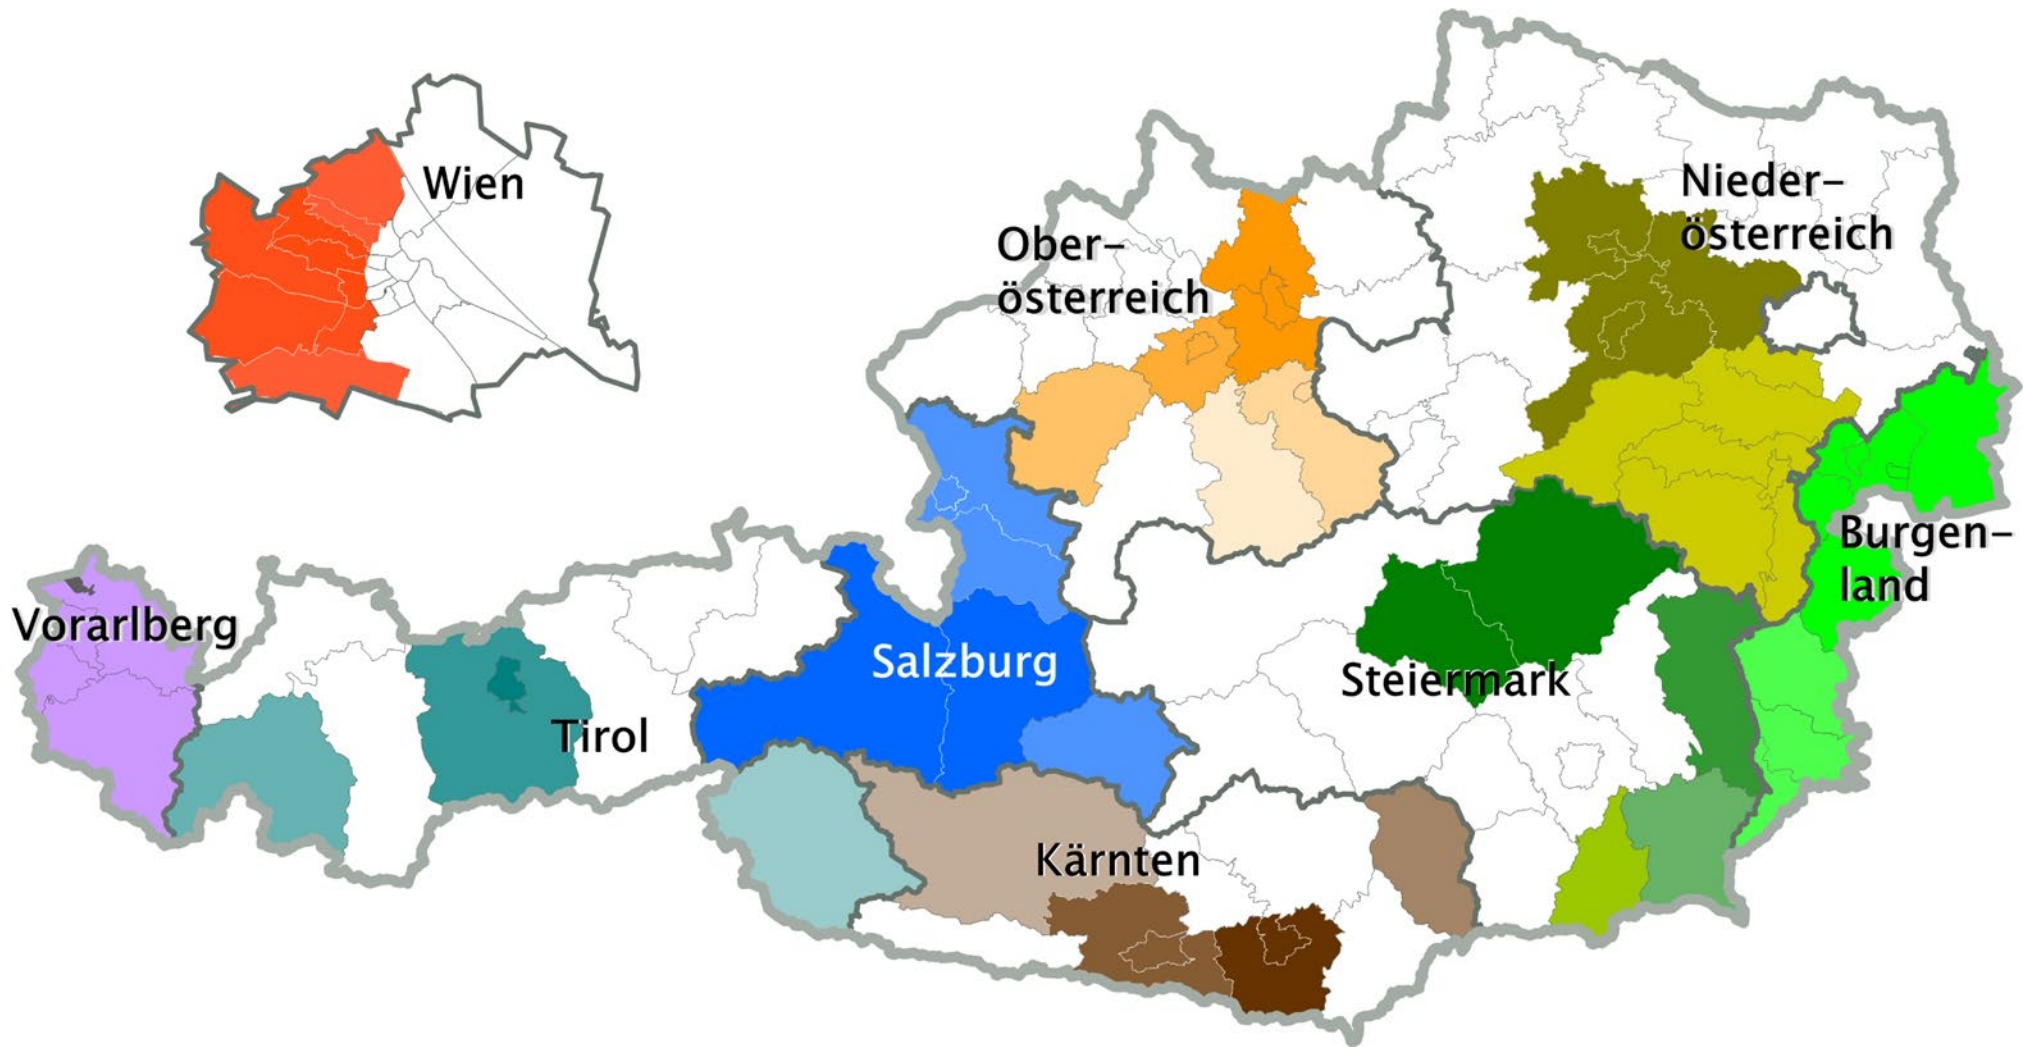 Wien
Nieder–
österreich
Ober–
österreich
Burgen–
land
Vorarlberg
Salzburg
Steiermark
Tirol
Kärnten